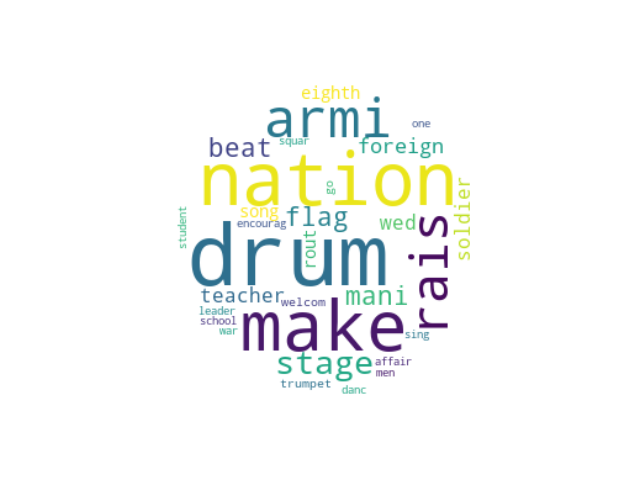 eighth
armi
one
squar
beat
foreign
nation
go
student
song
flag
soldier
encourag
wed
rout
drum
rais
teacher
welcom
mani
leader
school
make
war
sing
stage
affair
men
trumpet
danc